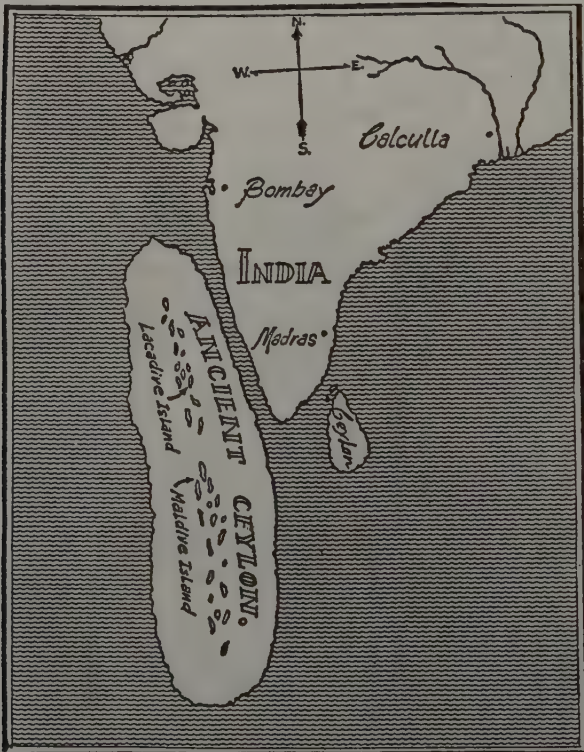 N.
W. E.
S.
Calcutta
Bombay
INDIA
Madras
Ceylon
ANCIENT CEYLON.
Lacadive Island
Maldive Island